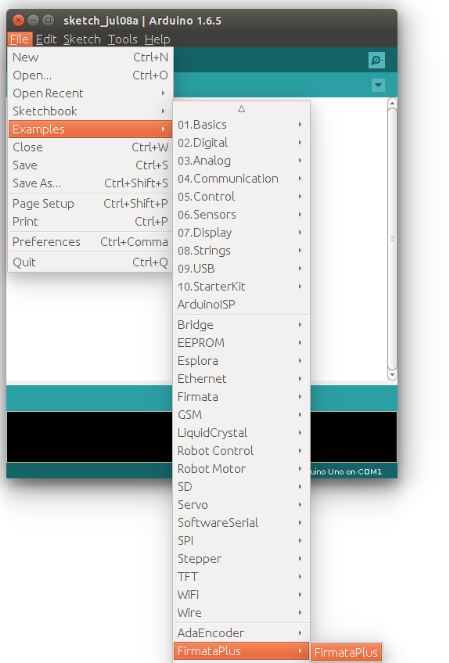 sketch_jul08a | Arduino 1.6.5
File Edit Sketch Tools Help
New Ctrl+N
Open... Ctrl+O
Open Recent
Sketchbook
Examples
Close Ctrl+W
Save Ctrl+S
Save As... Ctrl+Shift+S
Page Setup Ctrl+Shift+P
Print Ctrl+P
Preferences Ctrl+Comma
Quit Ctrl+Q
01.Basics
02.Digital
03.Analog
04.Communication
05.Control
06.Sensors
07.Display
08.Strings
09.USB
10.StarterKit
ArduinoISP
Bridge
EEPROM
Esplora
Ethernet
Firmata
GSM
LiquidCrystal
Robot Control
Robot Motor
SD
Servo
SoftwareSerial
SPI
Stepper
TFT
WiFi
Wire
AdaEncoder
FirmataPlus
FirmataPlus
uino Uno on COM1